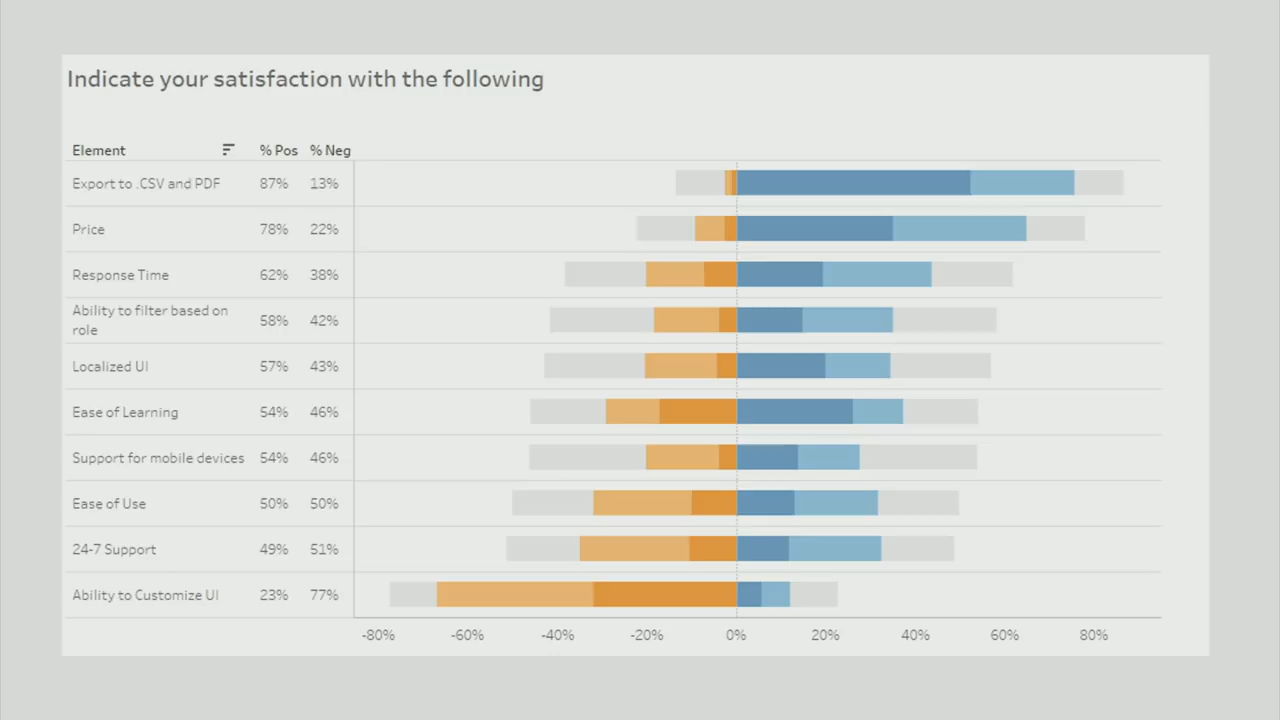 Indicate your satisfaction with the following
Element % Pos % Neg
Export to .CSV and PDF 87% 13%
Price 78% 22%
Response Time 62% 38%
Ability to filter based on
role 58% 42%
Localized UI 57% 43%
Ease of Learning 54% 46%
Support for mobile devices 54% 46%
Ease of Use 50% 50%
24-7 Support 49% 51%
Ability to Customize UI 23% 77%
-80% -60% -40% -20% 0% 20% 40% 60% 80%